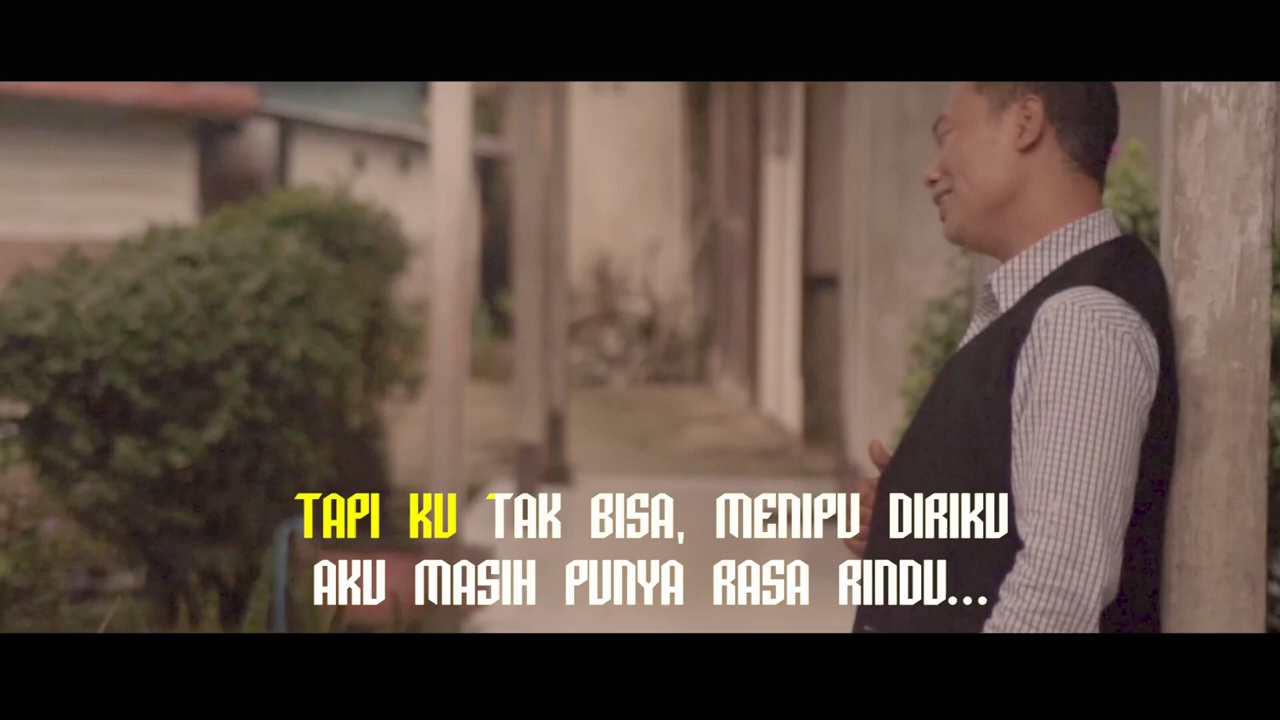 TAPI KU TAK BISA, MENIPU DIRIKU
AKU MASIH PUNYA RASA RINDU...